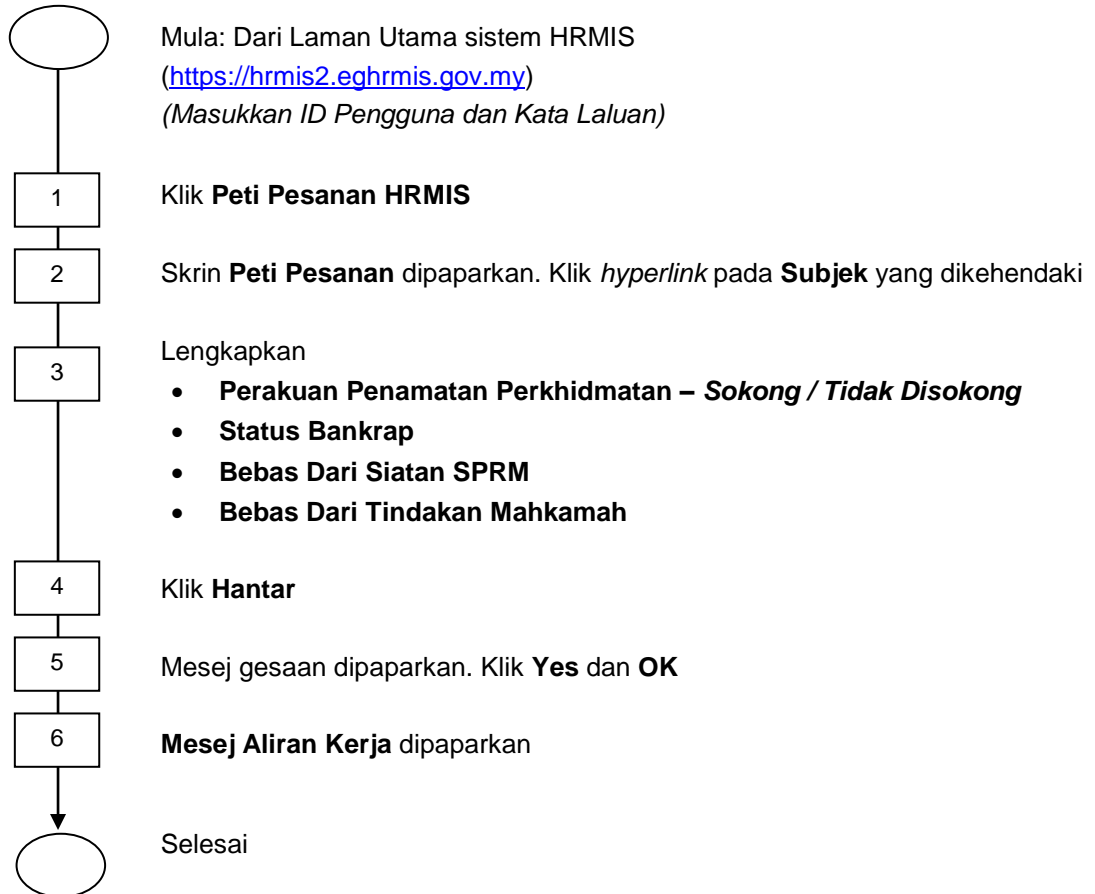 Mula: Dari Laman Utama sistem HRMIS
(https://hrmis2.eghrmis.gov.my)
(Masukkan ID Pengguna dan Kata Laluan)
1
Klik Peti Pesanan HRMIS
2
Skrin Peti Pesanan dipaparkan. Klik hyperlink pada Subjek yang dikehendaki
3
Lengkapkan
• Perakuan Penamatan Perkhidmatan – Sokong / Tidak Disokong
• Status Bankrap
• Bebas Dari Siatan SPRM
• Bebas Dari Tindakan Mahkamah
4
Klik Hantar
5
Mesej gesaan dipaparkan. Klik Yes dan OK
6
Mesej Aliran Kerja dipaparkan
Selesai